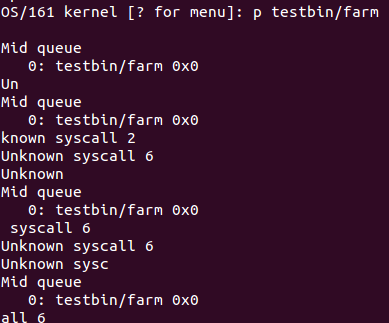 OS/161 kernel [? for menu]: p testbin/farm
Mid queue
0: testbin/farm 0x0
Un
Mid queue
0: testbin/farm 0x0
known syscall 2
Unknown syscall 6
Unknown
Mid queue
0: testbin/farm 0x0
syscall 6
Unknown syscall 6
Unknown sysc
Mid queue
0: testbin/farm 0x0
all 6